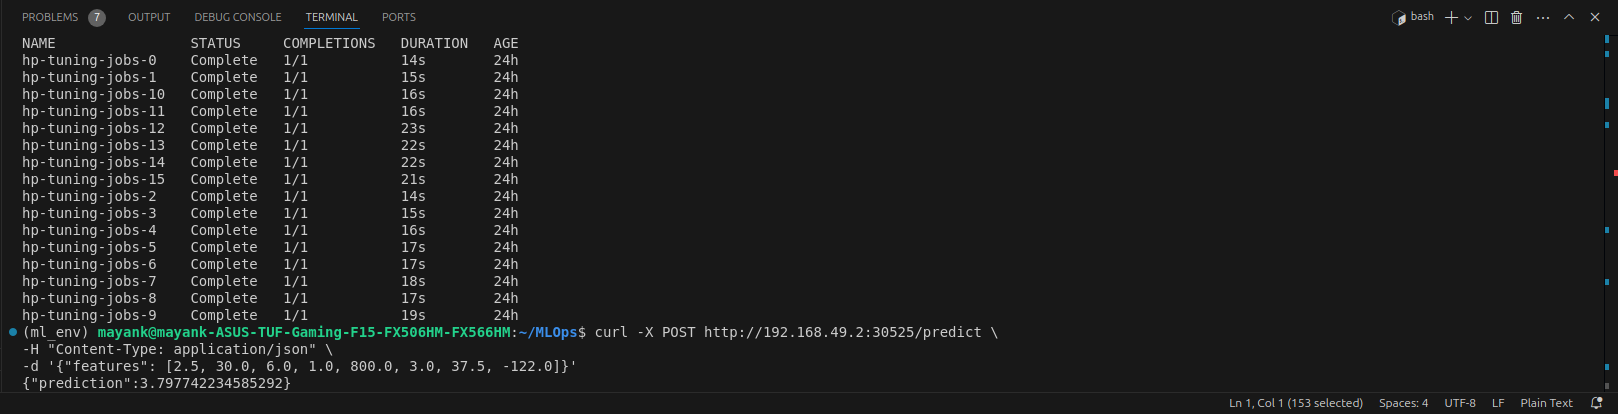 PROBLEMS 7 OUTPUT DEBUG CONSOLE TERMINAL PORTS bash
NAME STATUS COMPLETIONS DURATION AGE
hp-tuning-jobs-0 Complete 1/1 14s 24h
hp-tuning-jobs-1 Complete 1/1 15s 24h
hp-tuning-jobs-10 Complete 1/1 16s 24h
hp-tuning-jobs-11 Complete 1/1 16s 24h
hp-tuning-jobs-12 Complete 1/1 23s 24h
hp-tuning-jobs-13 Complete 1/1 22s 24h
hp-tuning-jobs-14 Complete 1/1 22s 24h
hp-tuning-jobs-15 Complete 1/1 21s 24h
hp-tuning-jobs-2 Complete 1/1 14s 24h
hp-tuning-jobs-3 Complete 1/1 15s 24h
hp-tuning-jobs-4 Complete 1/1 16s 24h
hp-tuning-jobs-5 Complete 1/1 17s 24h
hp-tuning-jobs-6 Complete 1/1 17s 24h
hp-tuning-jobs-7 Complete 1/1 18s 24h
hp-tuning-jobs-8 Complete 1/1 17s 24h
hp-tuning-jobs-9 Complete 1/1 19s 24h
(ml_env) mayank@mayank-ASUS-TUF-Gaming-F15-FX506HM-FX566HM:~/MLOps$ curl -X POST http://192.168.49.2:30525/predict \
-H "Content-Type: application/json" \
-d '{"features": [2.5, 30.0, 6.0, 1.0, 800.0, 3.0, 37.5, -122.0]}'
{"prediction":3.797742234585292}
Ln 1, Col 1 (153 selected) Spaces: 4 UTF-8 LF Plain Text